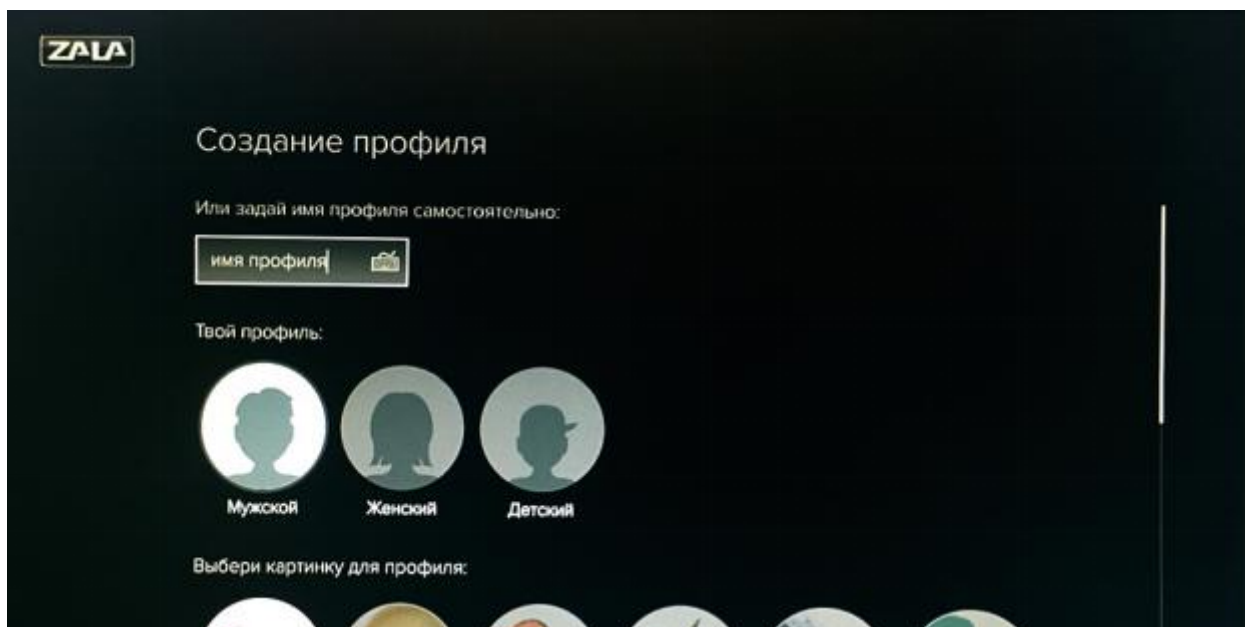 ZALA
Создание профиля
Или задай имя профиля самостоятельно:
имя профиля
Твой профиль:
Мужской Женский Детский
Выбери картинку для профиля: